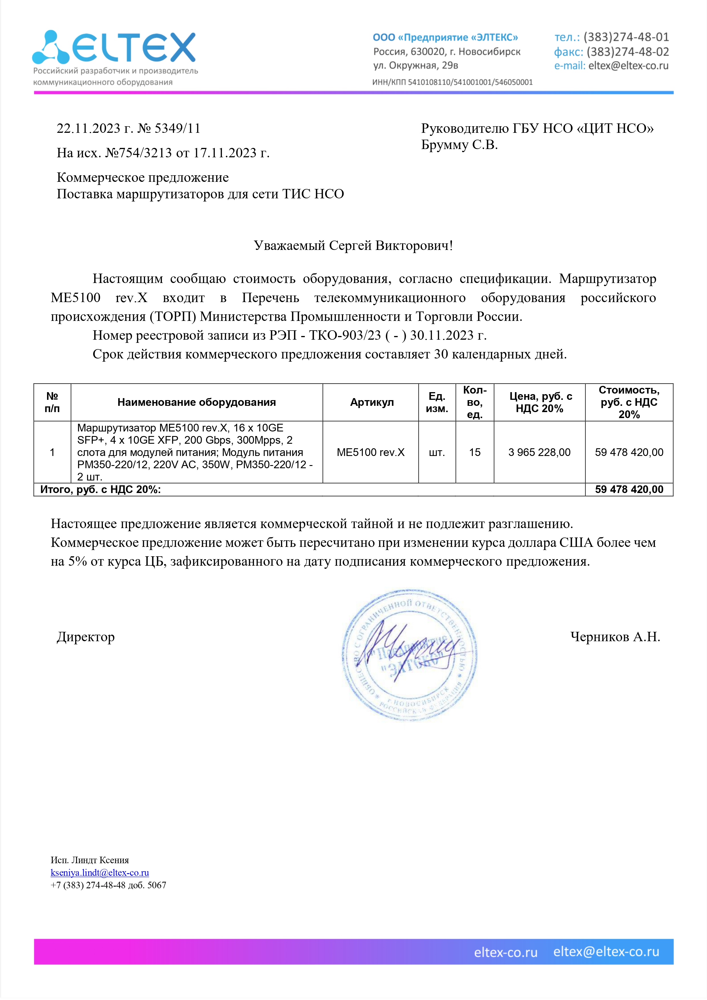 ELTEX
Российский разработчик и производитель
коммуникационного оборудования
ООО «Предприятие «ЭЛТЕКС»
Россия, 630020, г. Новосибирск
ул. Окружная, 29в
ИНН/КПП 5410108110/541001001/546050001
тел.: (383)274-48-01
факс: (383)274-48-02
e-mail: eltex@eltex-co.ru
22.11.2023 г. № 5349/11
На исх. №754/3213 от 17.11.2023 г.
Коммерческое предложение
Поставка маршрутизаторов для сети ТИС НСО
Руководителю ГБУ НСО «ЦИТ НСО»
Брумму С.В.
Уважаемый Сергей Викторович!
Настоящим сообщаю стоимость оборудования, согласно спецификации. Маршрутизатор
ME5100 rev.X входит в Перечень телекоммуникационного оборудования российского
происхождения (ТОРП) Министерства Промышленности и Торговли России.
Номер реестровой записи из РЭП - ТКО-903/23 ( - ) 30.11.2023 г.
Срок действия коммерческого предложения составляет 30 календарных дней.
№
п/п
Наименование оборудования
Артикул
Ед.
изм.
Кол-
во,
ед.
Цена, руб. с
НДС 20%
Стоимость,
руб. с НДС
20%
1
Маршрутизатор ME5100 rev.X, 16 x 10GE
SFP+, 4 x 10GE XFP, 200 Gbps, 300Mpps, 2
слота для модулей питания; Модуль питания
PM350-220/12, 220V AC, 350W, PM350-220/12 -
2 шт.
ME5100 rev.X
шт.
15
3 965 228,00
59 478 420,00
Итого, руб. с НДС 20%:
59 478 420,00
Настоящее предложение является коммерческой тайной и не подлежит разглашению.
Коммерческое предложение может быть пересчитано при изменении курса доллара США более чем
на 5% от курса ЦБ, зафиксированного на дату подписания коммерческого предложения.
Директор
ОБЩЕСТВО С ОГРАНИЧЕННОЙ ОТВЕТСТВЕННОСТЬЮ
"Предприятие
"ЭЛТЕКС"
г. НОВОСИБИРСК
РОССИЙСКАЯ ФЕДЕРАЦИЯ
Черников А.Н.
Исп. Линдт Ксения
kseniya.lindt@eltex-co.ru
+7 (383) 274-48-48 доб. 5067
eltex-co.ru eltex@eltex-co.ru